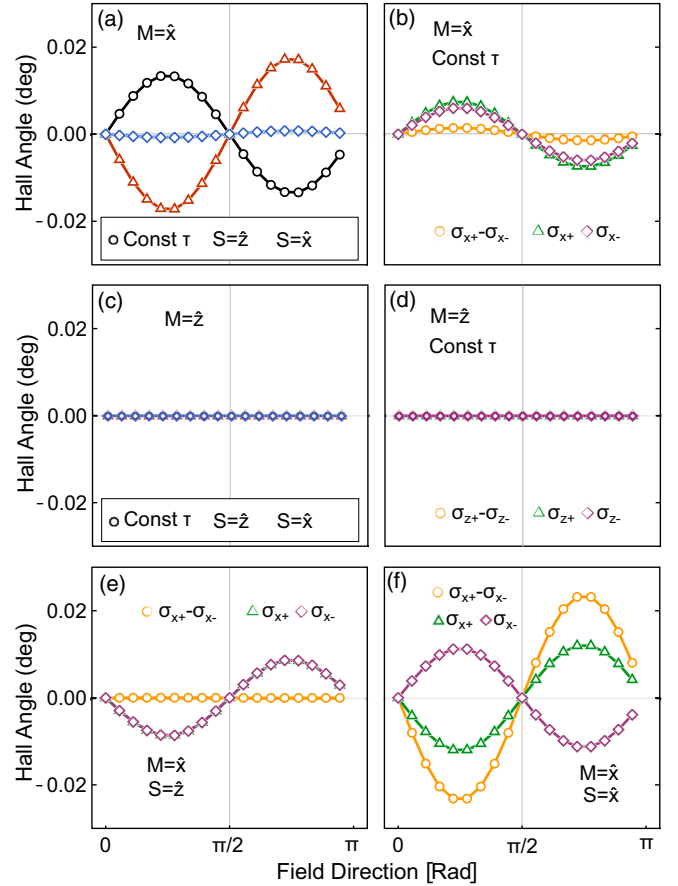 (a)
M=x̂
0.02
0.00
-0.02
Hall Angle (deg)
Const τ S=ẑ S=x̂
(b)
M=x̂
Const τ
σx+-σx- σx+ σx-
(c)
M=ẑ
0.02
0.00
-0.02
Hall Angle (deg)
Const τ S=ẑ S=x̂
(d)
M=ẑ
Const τ
σz+-σz- σz+ σz-
(e)
σx+-σx- σx+ σx-
0.02
0.00
-0.02
Hall Angle (deg)
M=x̂
S=ẑ
0 π/2 π
(f)
σx+-σx-
σx+ σx-
M=x̂
S=x̂
0 π/2 π
Field Direction [Rad]